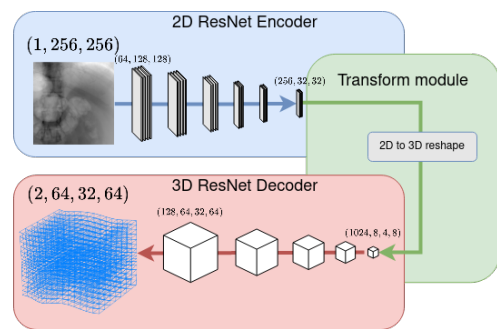 2D ResNet Encoder
(1, 256, 256)
(64, 128, 128)
(256, 32, 32)
Transform module
2D to 3D reshape
3D ResNet Decoder
(2, 64, 32, 64)
(128, 64, 32, 64)
(1024, 8, 4, 8)